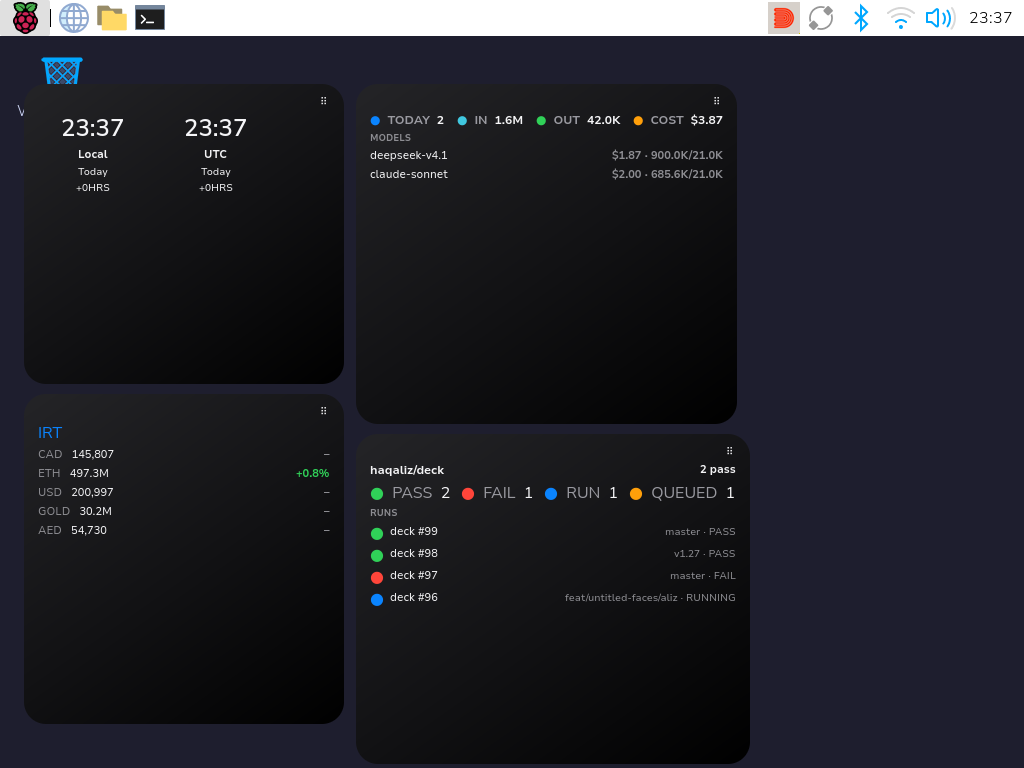 23:37
23:37
Local
Today
+0HRS
23:37
UTC
Today
+0HRS
TODAY 2 IN 1.6M OUT 42.0K COST $3.87
MODELS
deepseek-v4.1 $1.87 · 900.0K/21.0K
claude-sonnet $2.00 · 685.6K/21.0K
IRT
CAD 145,807 –
ETH 497.3M +0.8%
USD 200,997 –
GOLD 30.2M –
AED 54,730 –
haqaliz/deck 2 pass
PASS 2 FAIL 1 RUN 1 QUEUED 1
RUNS
deck #99 master · PASS
deck #98 v1.27 · PASS
deck #97 master · FAIL
deck #96 feat/untitled-faces/aliz · RUNNING